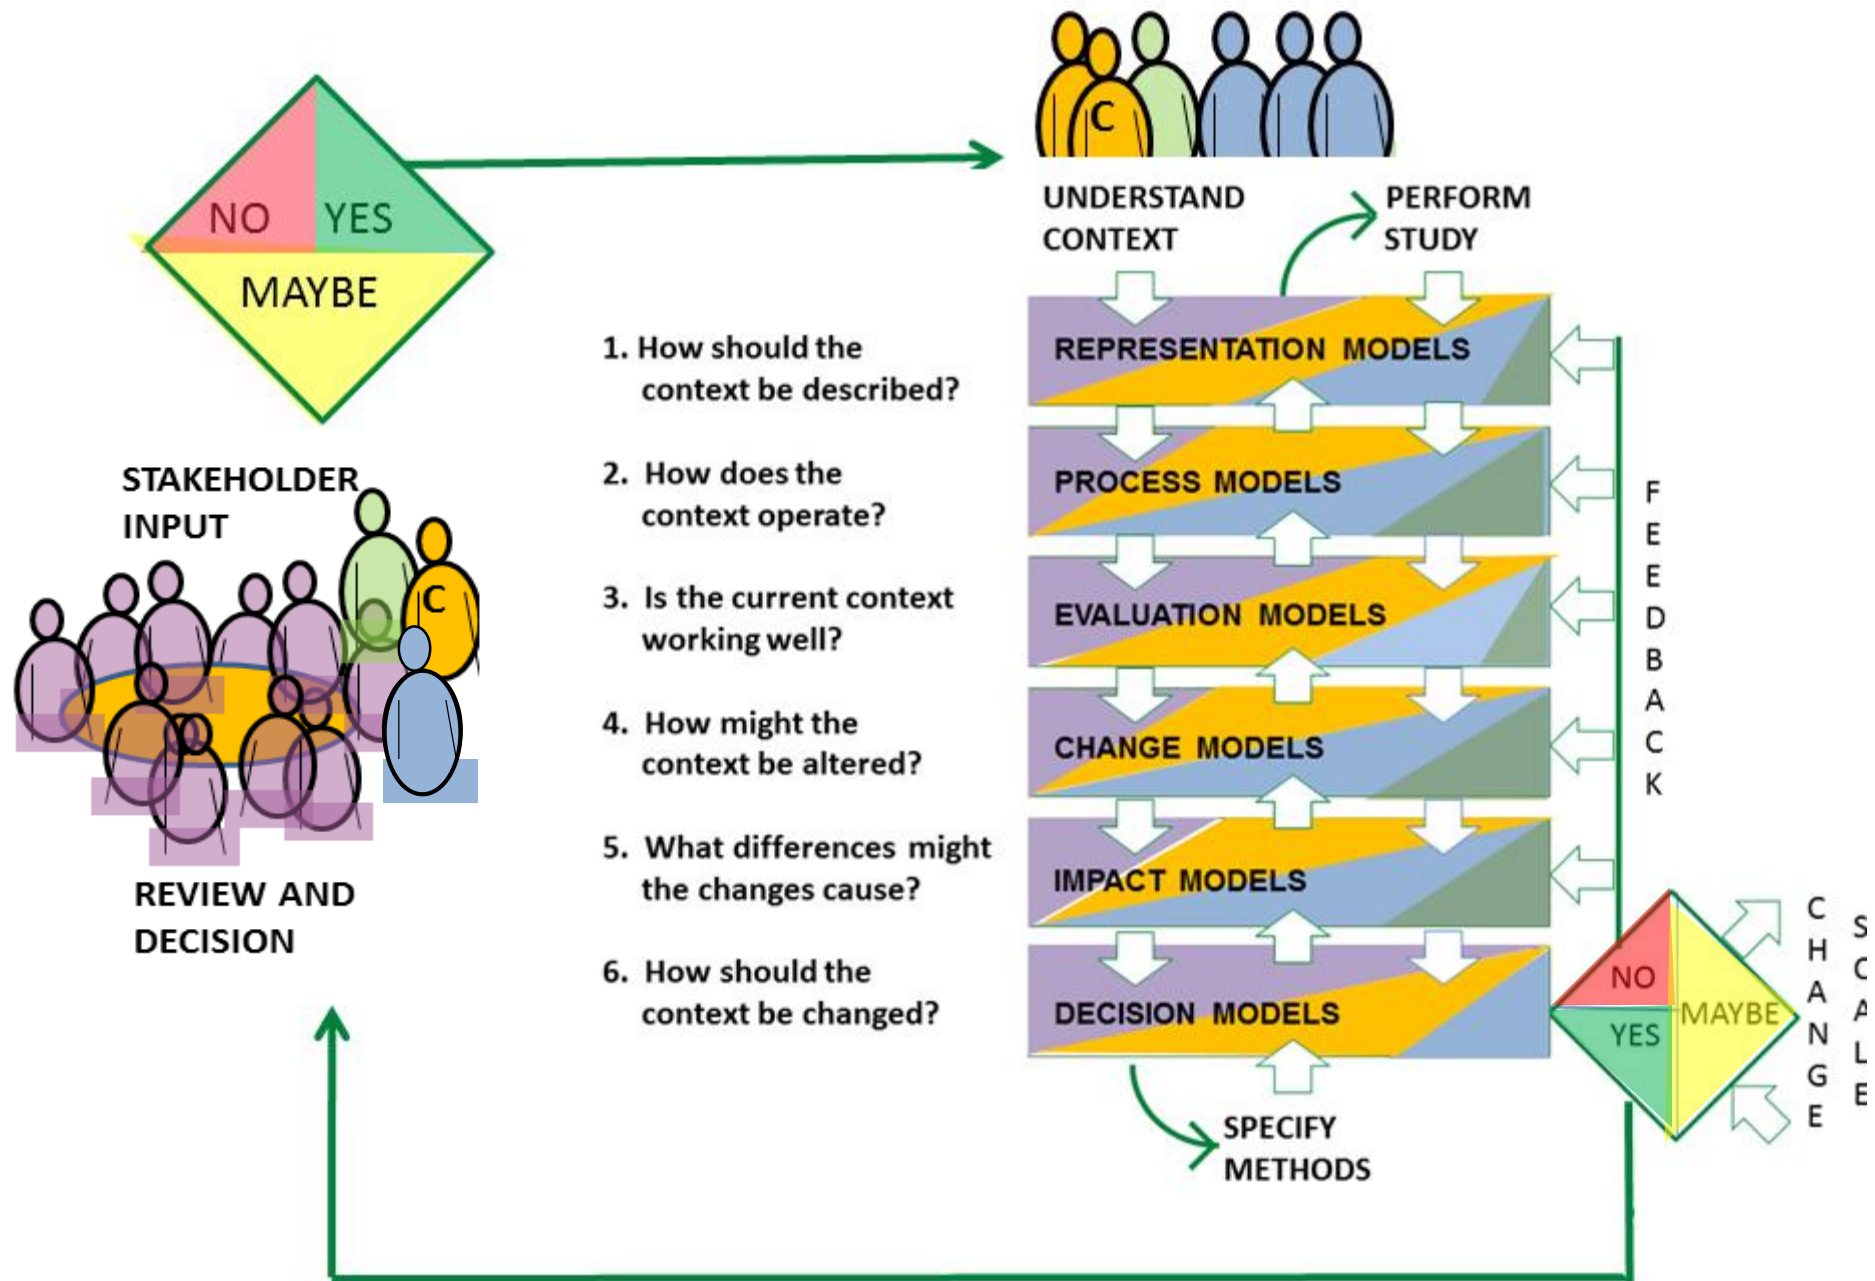 NO YES
MAYBE
STAKEHOLDER
INPUT
C
REVIEW AND
DECISION
C
UNDERSTAND
CONTEXT
PERFORM
STUDY
1. How should the
context be described?
2. How does the
context operate?
3. Is the current context
working well?
4. How might the
context be altered?
5. What differences might
the changes cause?
6. How should the
context be changed?
REPRESENTATION MODELS
PROCESS MODELS
EVALUATION MODELS
CHANGE MODELS
IMPACT MODELS
DECISION MODELS
SPECIFY
METHODS
FEEDBACK
NO
YES
MAYBE
CHANGE
SCALE